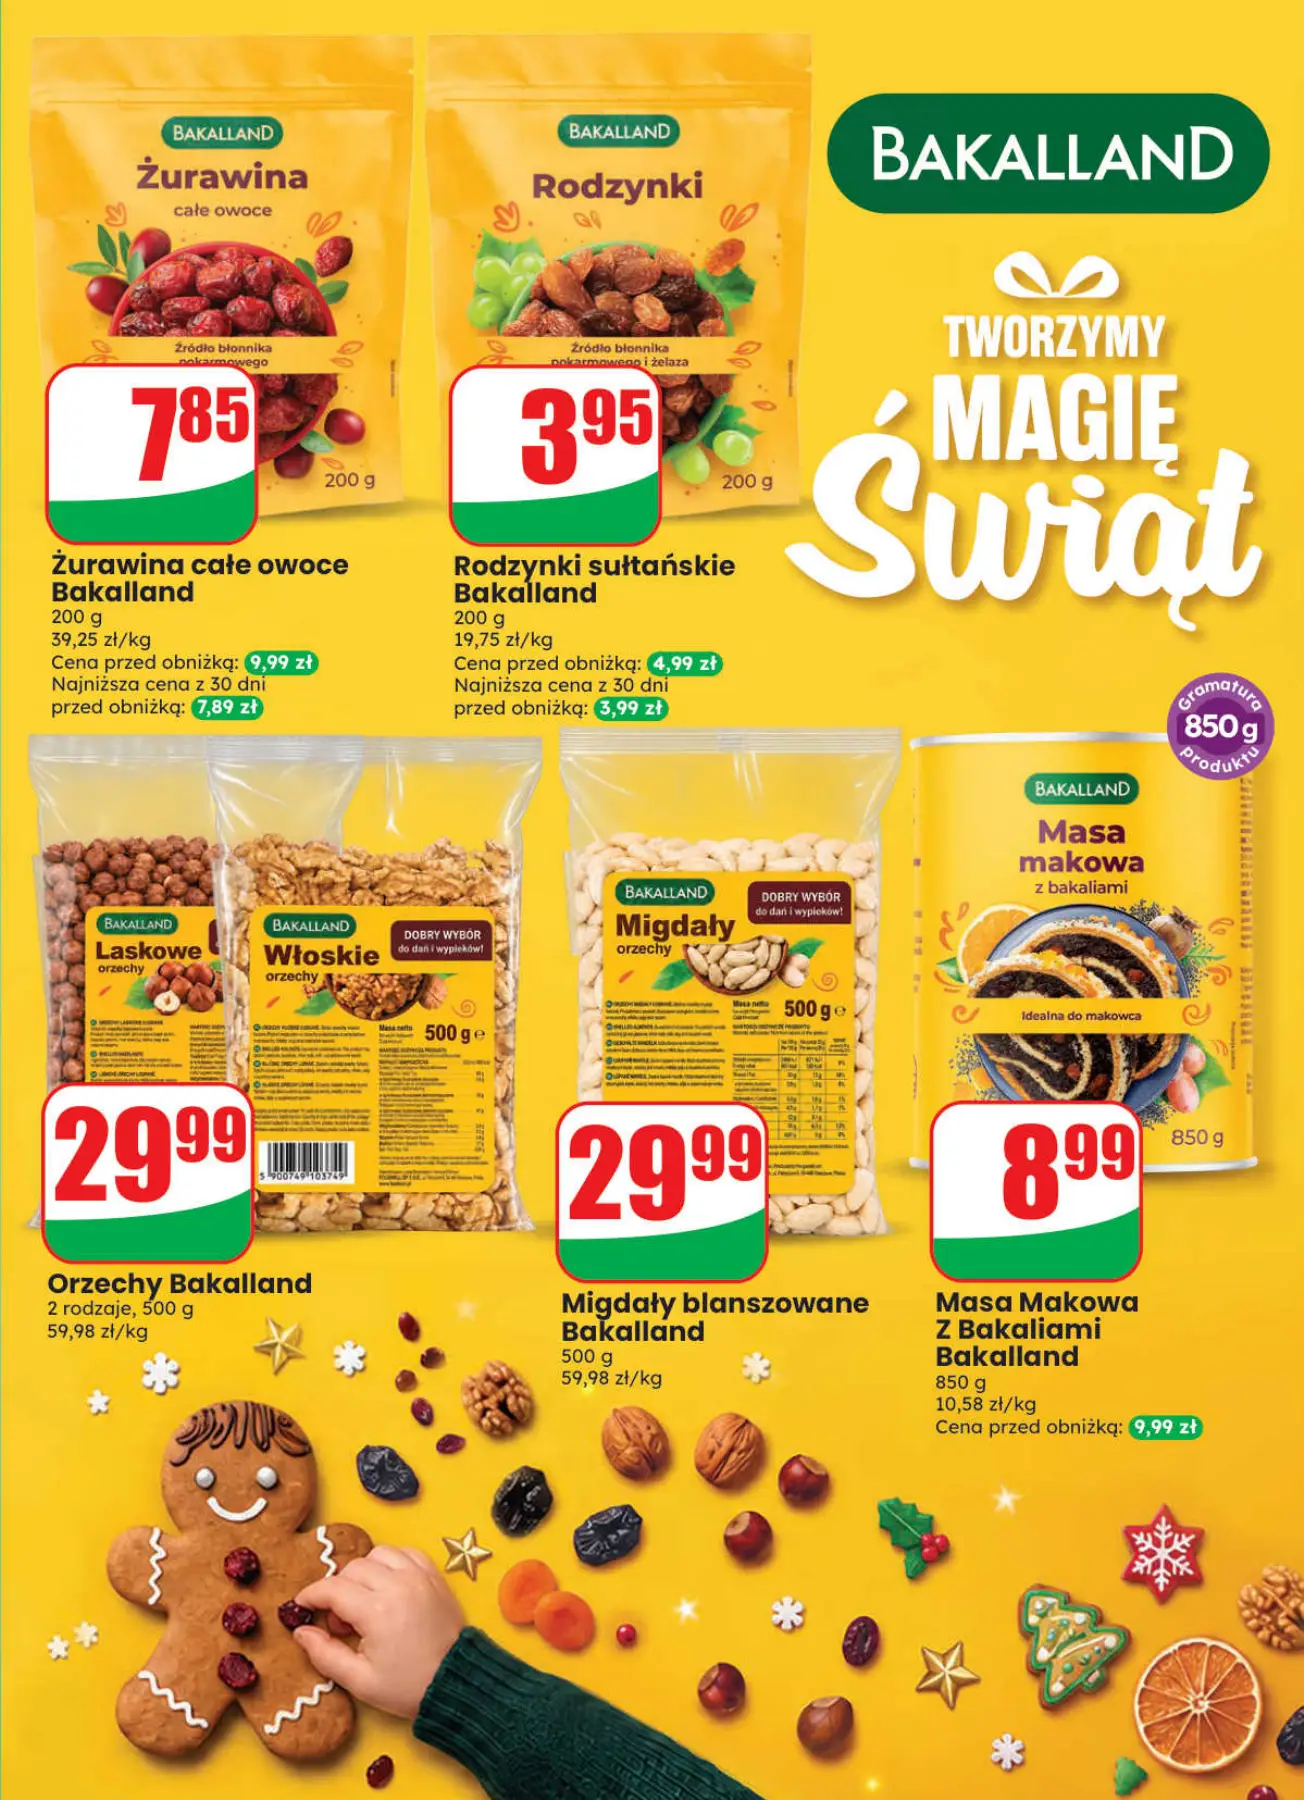 BAKALLAND
Żurawina
całe owoce
Źródło błonnika
pokarmowego
200 g
7 85
BAKALLAND
Rodzynki
Źródło błonnika
pokarmowego i żelaza
200 g
3 95
BAKALLAND
TWORZYMY
MAGIĘ
Świąt
Żurawina całe owoce
Bakalland
200 g
39,25 zł/kg
Cena przed obniżką: 9,99 zł
Najniższa cena z 30 dni
przed obniżką: 7,89 zł
Rodzynki sułtańskie
Bakalland
200 g
19,75 zł/kg
Cena przed obniżką: 4,99 zł
Najniższa cena z 30 dni
przed obniżką: 3,99 zł
Gramatura
850 g
produktu
BAKALLAND
Laskowe
orzechy
BAKALLAND
Włoskie
orzechy
DOBRY WYBÓR
do dań i wypieków!
Masa netto
500 g e
5 900749 103749
29 99
BAKALLAND
Migdały
orzechy
DOBRY WYBÓR
do dań i wypieków!
Masa netto
500 g e
29 99
BAKALLAND
Masa
makowa
z bakaliami
Idealna do makowca
850 g
8 99
Orzechy Bakalland
2 rodzaje, 500 g
59,98 zł/kg
Migdały blanszowane
Bakalland
500 g
59,98 zł/kg
Masa Makowa
Z Bakaliami
Bakalland
850 g
10,58 zł/kg
Cena przed obniżką: 9,99 zł